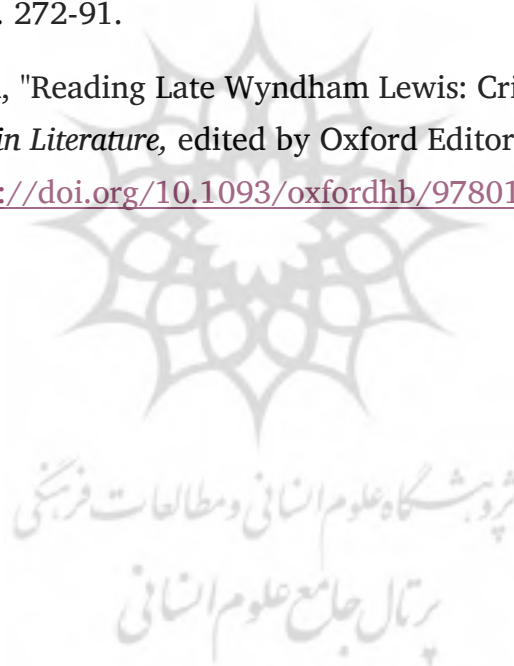 . 272-91.
, "Reading Late Wyndham Lewis: Cri
in Literature, edited by Oxford Editor
://doi.org/10.1093/oxfordhb/97801
پژوهشگاه علوم انسانی و مطالعات فرهنگی
پرتال جامع علوم انسانی